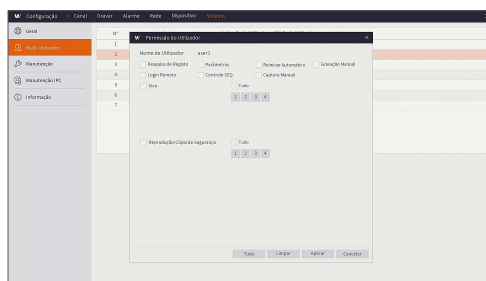 W Configuração | Canal Gravar Alarme Rede Dispositivo Sistema
Geral
Multi Utilizador
Manutenção
Manutenção IPC
Informação
Nº
1
2
3
4
5
6
7
W Permissão do Utilizador ×
Nome de Utilizador user1
Pesquisa de Registo Parâmetros Reiniciar Automático Gravação Manual
Login Remoto Controlo SEQ Captura Manual
Vivo Tudo
1 2 3 4
Reprodução/Cópia de Segurança Tudo
1 2 3 4
Tudo Limpar Aplicar Cancelar